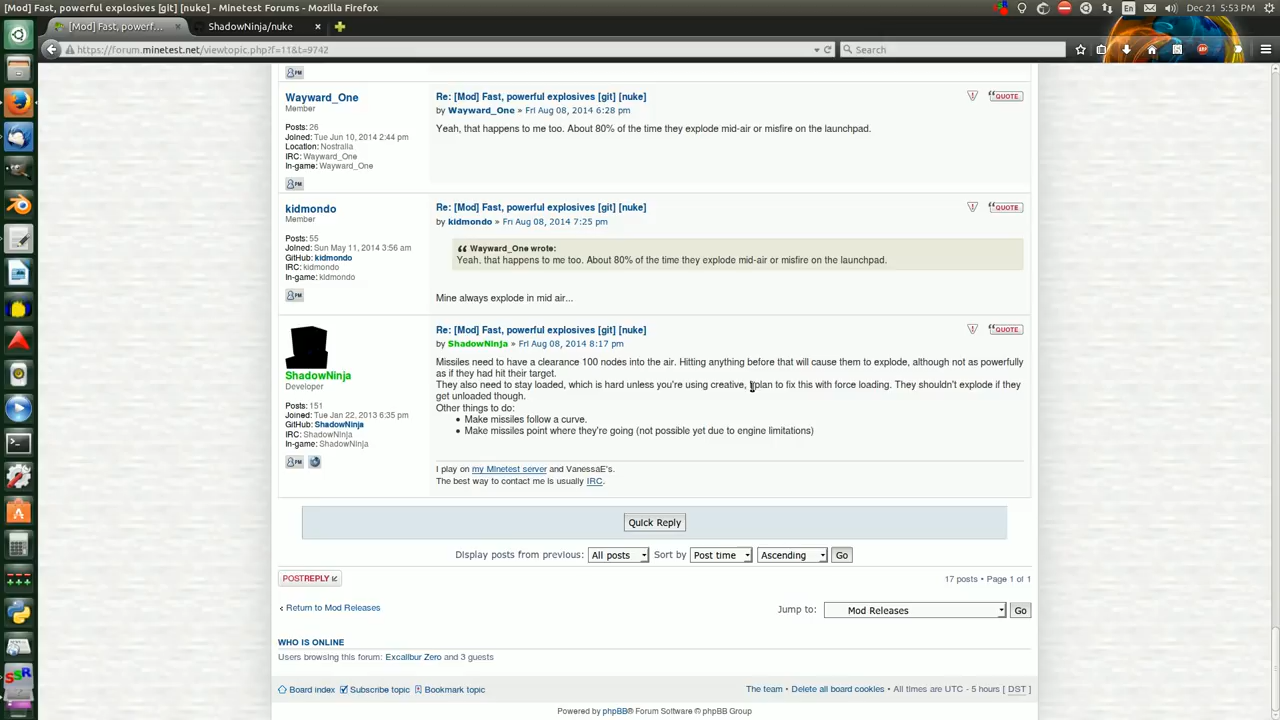 [Mod] Fast, powerful explosives [git] [nuke] - Minetest Forums - Mozilla Firefox
En
Dec 21 5:53 PM
[Mod] Fast, powerf... ×
ShadowNinja/nuke ×
https://forum.minetest.net/viewtopic.php?f=11&t=9742
Search
Wayward_One
Member
Posts: 26
Joined: Tue Jun 10, 2014 2:44 pm
Location: Nostralia
IRC: Wayward_One
In-game: Wayward_One
Re: [Mod] Fast, powerful explosives [git] [nuke]
by Wayward_One » Fri Aug 08, 2014 6:28 pm
QUOTE
Yeah, that happens to me too. About 80% of the time they explode mid-air or misfire on the launchpad.
kidmondo
Member
Posts: 55
Joined: Sun May 11, 2014 3:56 am
GitHub: kidmondo
IRC: kidmondo
In-game: kidmondo
Re: [Mod] Fast, powerful explosives [git] [nuke]
by kidmondo » Fri Aug 08, 2014 7:25 pm
QUOTE
Wayward_One wrote:
Yeah, that happens to me too. About 80% of the time they explode mid-air or misfire on the launchpad.
Mine always explode in mid air...
ShadowNinja
Developer
Posts: 151
Joined: Tue Jan 22, 2013 6:35 pm
GitHub: ShadowNinja
IRC: ShadowNinja
In-game: ShadowNinja
Re: [Mod] Fast, powerful explosives [git] [nuke]
by ShadowNinja » Fri Aug 08, 2014 8:17 pm
QUOTE
Missiles need to have a clearance 100 nodes into the air. Hitting anything before that will cause them to explode, although not as powerfully
as if they had hit their target.
They also need to stay loaded, which is hard unless you're using creative, I plan to fix this with force loading. They shouldn't explode if they
get unloaded though.
Other things to do:
• Make missiles follow a curve.
• Make missiles point where they're going (not possible yet due to engine limitations)
I play on my Minetest server and VanessaE's.
The best way to contact me is usually IRC.
Quick Reply
Display posts from previous: All posts Sort by Post time Ascending Go
POSTREPLY
17 posts • Page 1 of 1
Return to Mod Releases
Jump to: Mod Releases Go
WHO IS ONLINE
Users browsing this forum: Excalibur Zero and 3 guests
Board index Subscribe topic Bookmark topic
The team • Delete all board cookies • All times are UTC - 5 hours [ DST ]
Powered by phpBB® Forum Software © phpBB Group